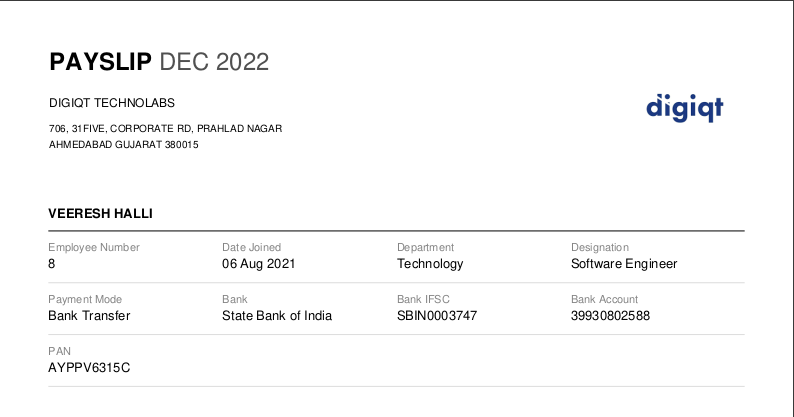 PAYSLIP DEC 2022
DIGIQT TECHNOLABS
digiqt
706, 31FIVE, CORPORATE RD, PRAHLAD NAGAR
AHMEDABAD GUJARAT 380015
VEERESH HALLI
Employee Number Date Joined Department Designation
8 06 Aug 2021 Technology Software Engineer
Payment Mode Bank Bank IFSC Bank Account
Bank Transfer State Bank of India SBIN0003747 39930802588
PAN
AYPPV6315C